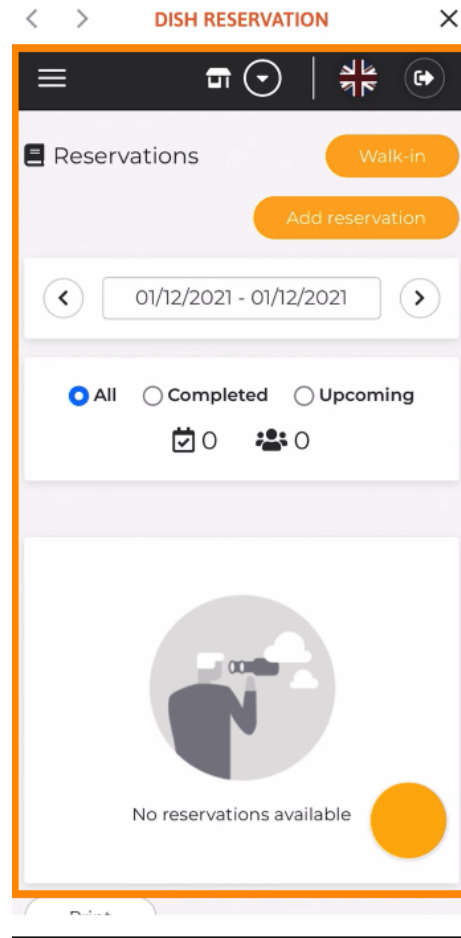 DISH RESERVATION
Reservations
Walk-in
Add reservation
01/12/2021 - 01/12/2021
All Completed Upcoming
0 0
No reservations available
Print